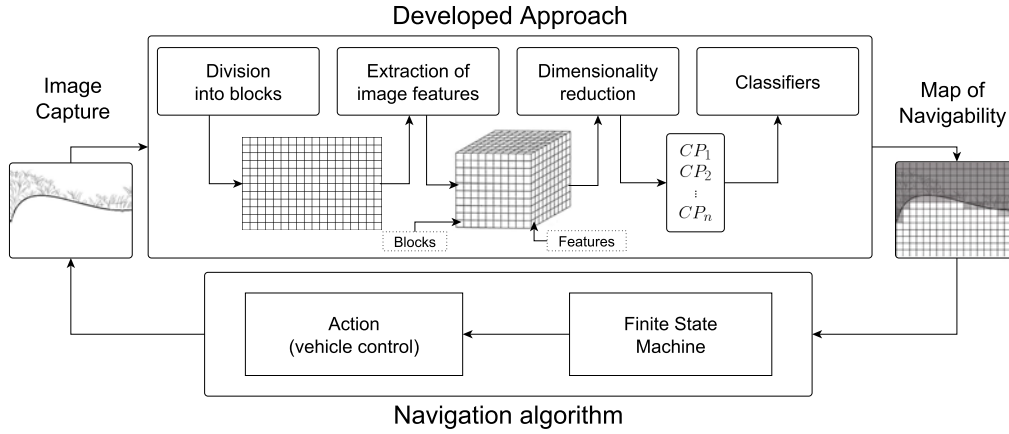 Developed Approach
Image
Capture
Division
into blocks
Extraction of
image features
Dimensionality
reduction
Classifiers
Map of
Navigability
CP1
CP2
⋮
CPn
Blocks
Features
Action
(vehicle control)
Finite State
Machine
Navigation algorithm